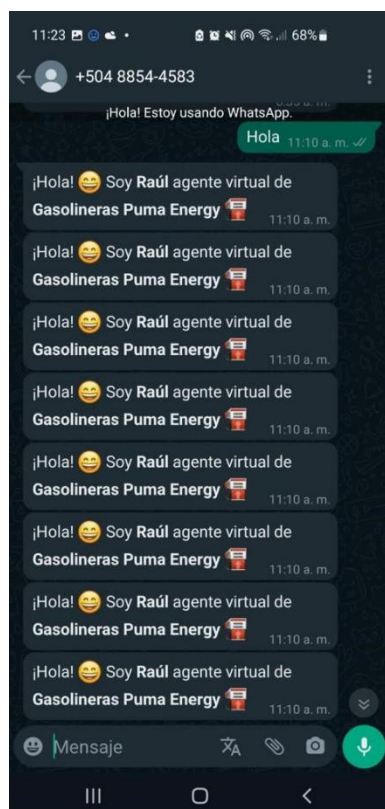 11:23 68%
+504 8854-4583
¡Hola! Estoy usando WhatsApp.
Hola 11:10 a. m.
¡Hola! 😄 Soy Raúl agente virtual de
Gasolineras Puma Energy ⛽
11:10 a. m.
¡Hola! 😄 Soy Raúl agente virtual de
Gasolineras Puma Energy ⛽
11:10 a. m.
¡Hola! 😄 Soy Raúl agente virtual de
Gasolineras Puma Energy ⛽
11:10 a. m.
¡Hola! 😄 Soy Raúl agente virtual de
Gasolineras Puma Energy ⛽
11:10 a. m.
¡Hola! 😄 Soy Raúl agente virtual de
Gasolineras Puma Energy ⛽
11:10 a. m.
¡Hola! 😄 Soy Raúl agente virtual de
Gasolineras Puma Energy ⛽
11:10 a. m.
¡Hola! 😄 Soy Raúl agente virtual de
Gasolineras Puma Energy ⛽
11:10 a. m.
¡Hola! 😄 Soy Raúl agente virtual de
Gasolineras Puma Energy ⛽
11:10 a. m.
Mensaje